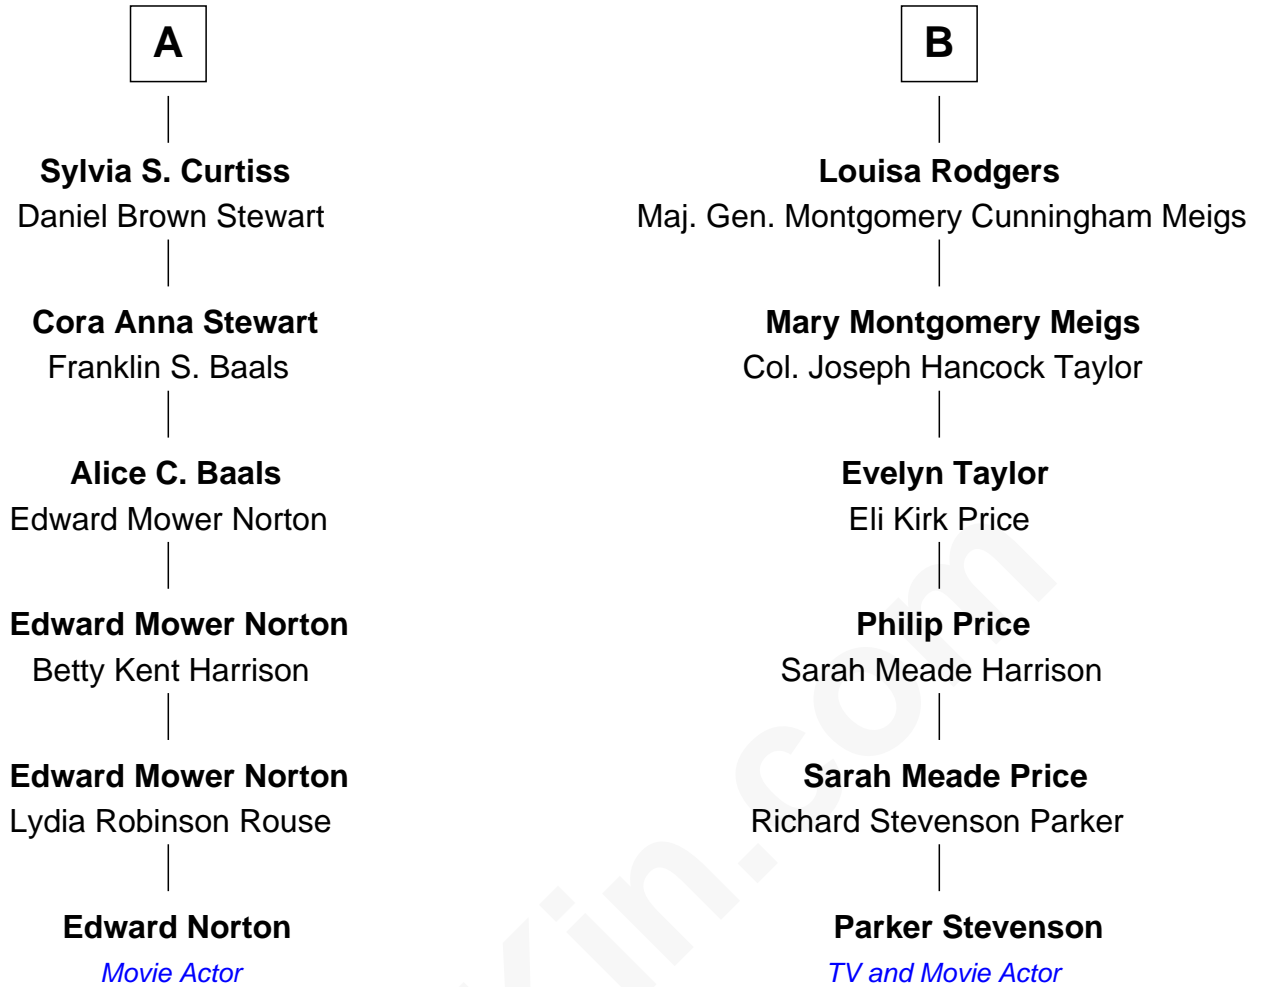 A
Sylvia S. Curtiss
Daniel Brown Stewart
Cora Anna Stewart
Franklin S. Baals
Alice C. Baals
Edward Mower Norton
Edward Mower Norton
Betty Kent Harrison
Edward Mower Norton
Lydia Robinson Rouse
Edward Norton
Movie Actor
B
Louisa Rodgers
Maj. Gen. Montgomery Cunningham Meigs
Mary Montgomery Meigs
Col. Joseph Hancock Taylor
Evelyn Taylor
Eli Kirk Price
Philip Price
Sarah Meade Harrison
Sarah Meade Price
Richard Stevenson Parker
Parker Stevenson
TV and Movie Actor
Kin.com